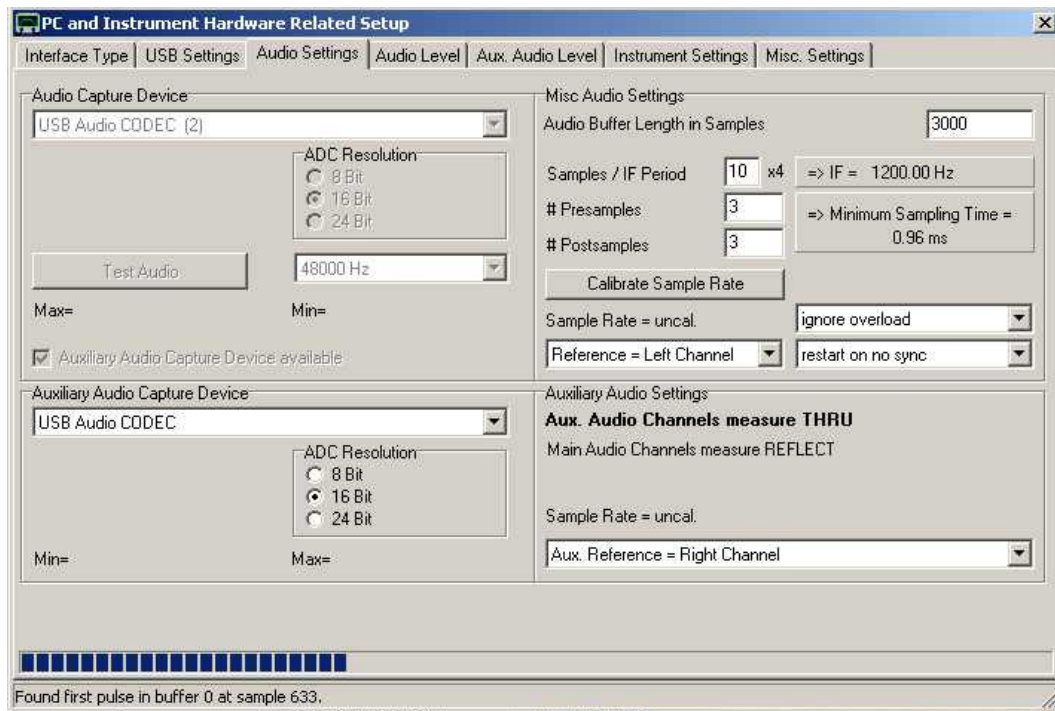 PC and Instrument Hardware Related Setup
Interface Type USB Settings Audio Settings Audio Level Aux. Audio Level Instrument Settings Misc. Settings
Audio Capture Device
USB Audio CODEC (2)
ADC Resolution
8 Bit
16 Bit
24 Bit
Test Audio
48000 Hz
Max=
Min=
Auxiliary Audio Capture Device available
Misc Audio Settings
Audio Buffer Length in Samples 3000
Samples / IF Period 10 x4 => IF = 1200.00 Hz
# Presamples 3
=> Minimum Sampling Time =
0.96 ms
# Postsamples 3
Calibrate Sample Rate
Sample Rate = uncal. ignore overload
Reference = Left Channel restart on no sync
Auxiliary Audio Capture Device
USB Audio CODEC
ADC Resolution
8 Bit
16 Bit
24 Bit
Min=
Max=
Auxiliary Audio Settings
Aux. Audio Channels measure THRU
Main Audio Channels measure REFLECT
Sample Rate = uncal.
Aux. Reference = Right Channel
Found first pulse in buffer 0 at sample 633.